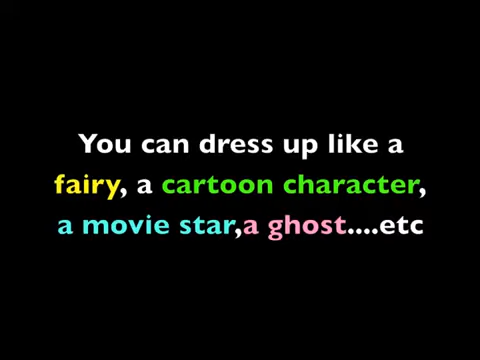 You can dress up like a
fairy, a cartoon character,
a movie star,a ghost....etc